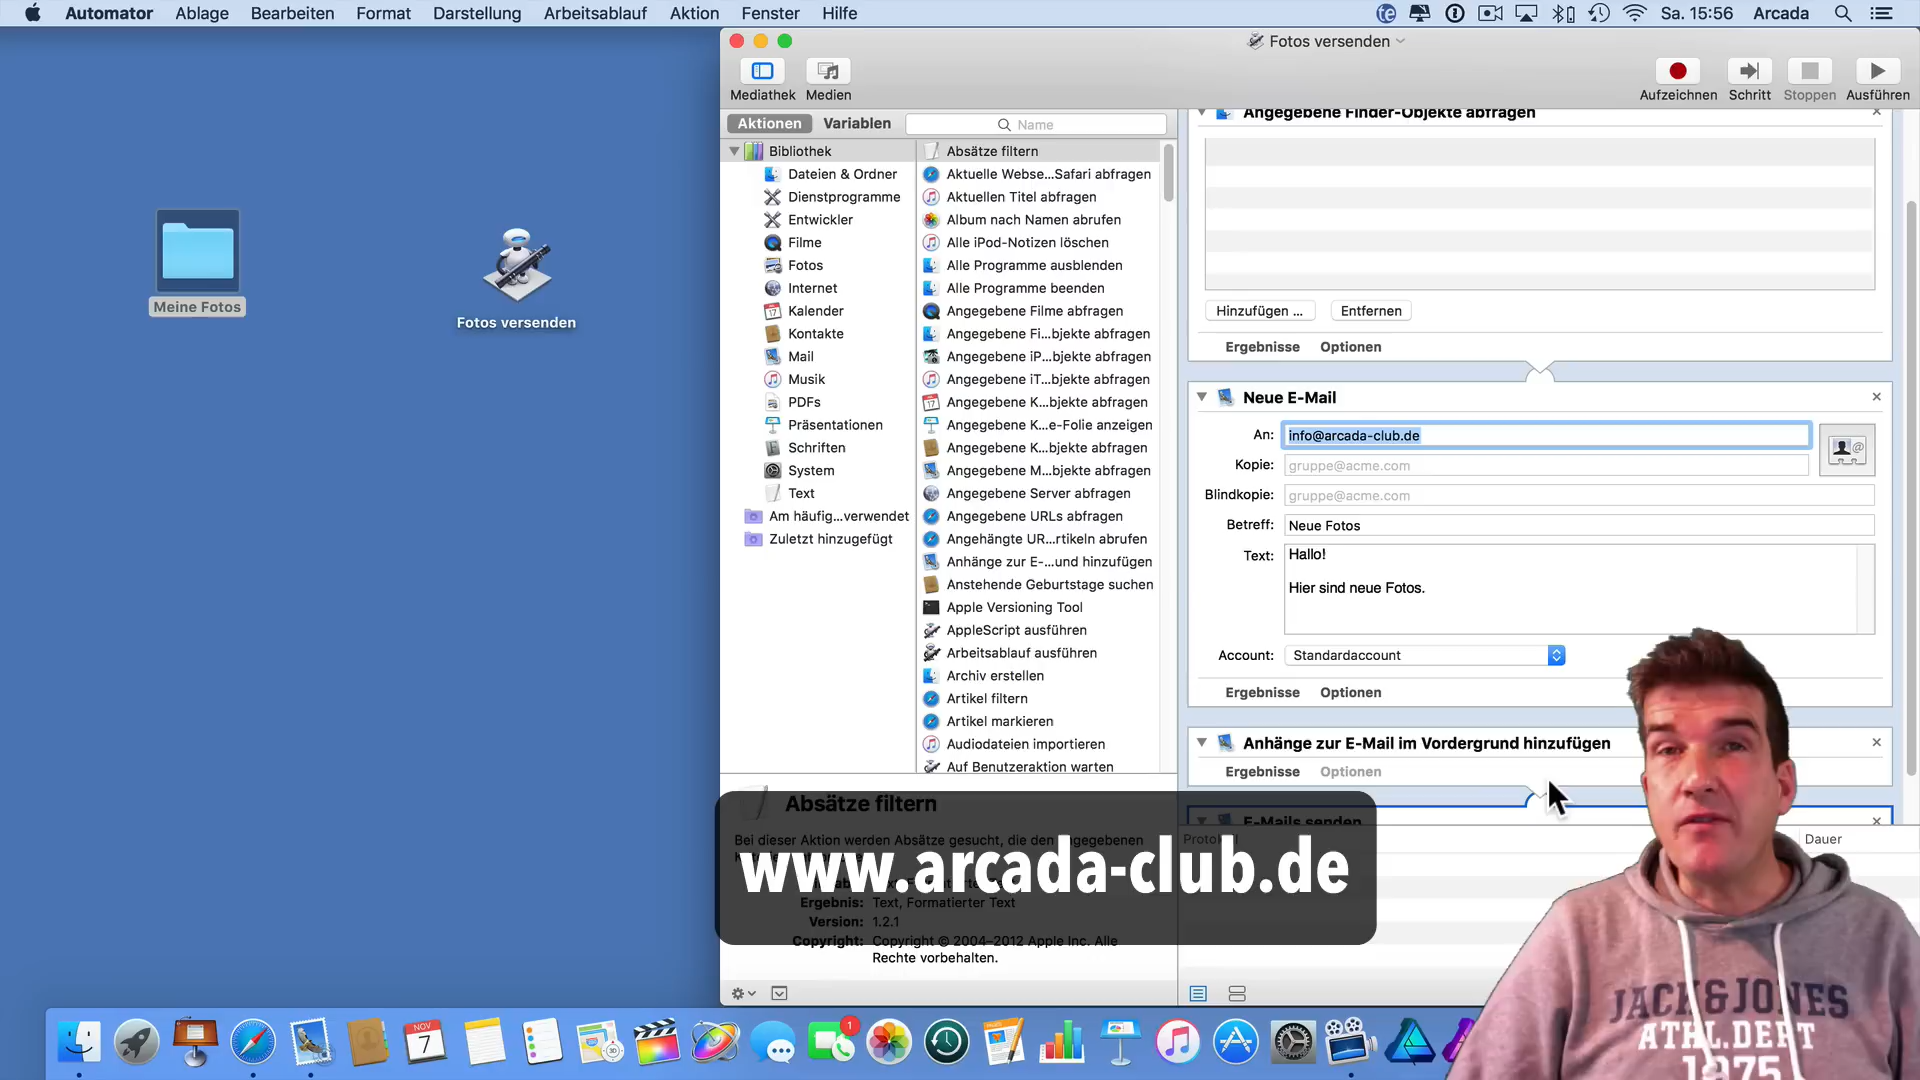 Automator Ablage Bearbeiten Format Darstellung Arbeitsablauf Aktion Fenster Hilfe
Sa. 15:56 Arcada
Fotos versenden
Mediathek Medien
Aufzeichnen Schritt Stoppen Ausführen
Aktionen Variablen Name
Meine Fotos
Fotos versenden
Bibliothek
Dateien & Ordner
Dienstprogramme
Entwickler
Filme
Fotos
Internet
Kalender
Kontakte
Mail
Musik
PDFs
Präsentationen
Schriften
System
Text
Am häufig...verwendet
Zuletzt hinzugefügt
Absätze filtern
Aktuelle Webse...Safari abfragen
Aktuellen Titel abfragen
Album nach Namen abrufen
Alle iPod-Notizen löschen
Alle Programme ausblenden
Alle Programme beenden
Angegebene Filme abfragen
Angegebene Fi...bjekte abfragen
Angegebene iP...bjekte abfragen
Angegebene iT...bjekte abfragen
Angegebene K...bjekte abfragen
Angegebene K...e-Folie anzeigen
Angegebene K...bjekte abfragen
Angegebene M...bjekte abfragen
Angegebene Server abfragen
Angegebene URLs abfragen
Angehängte UR...rtikeln abrufen
Anhänge zur E-...und hinzufügen
Anstehende Geburtstage suchen
Apple Versioning Tool
AppleScript ausführen
Arbeitsablauf ausführen
Archiv erstellen
Artikel filtern
Artikel markieren
Audiodateien importieren
Auf Benutzeraktion warten
Angegebene Finder-Objekte abfragen
Hinzufügen ... Entfernen
Ergebnisse Optionen
Neue E-Mail
An: info@arcada-club.de
Kopie: gruppe@acme.com
Blindkopie: gruppe@acme.com
Betreff: Neue Fotos
Text: Hallo!
Hier sind neue Fotos.
Account: Standardaccount
Ergebnisse Optionen
Anhänge zur E-Mail im Vordergrund hinzufügen
Ergebnisse Optionen
E-Mails senden
Dauer
Absätze filtern
Bei dieser Aktion werden Absätze gesucht, die den angegebenen
www.arcada-club.de
Ergebnis: Text, Formatierter Text
Version: 1.2.1
Copyright: Copyright © 2004–2012 Apple Inc. Alle
Rechte vorbehalten.
NOV
7
1
JACK & JONES
ATHL.DEPT
1975